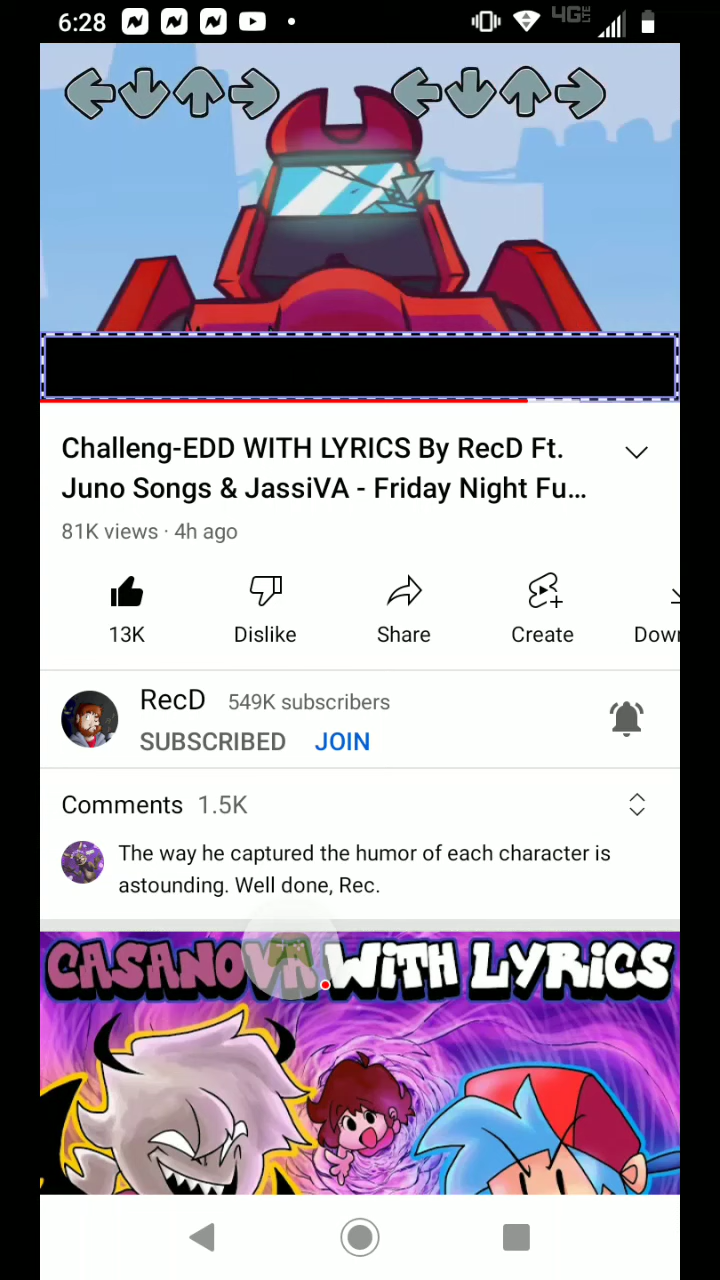 6:28
4G LTE
Challeng-EDD WITH LYRICS By RecD Ft.
Juno Songs & JassiVA - Friday Night Fu...
81K views · 4h ago
13K
Dislike
Share
Create
Down
RecD 549K subscribers
SUBSCRIBED JOIN
Comments 1.5K
The way he captured the humor of each character is
astounding. Well done, Rec.
CASANOVA WITH LYRICS